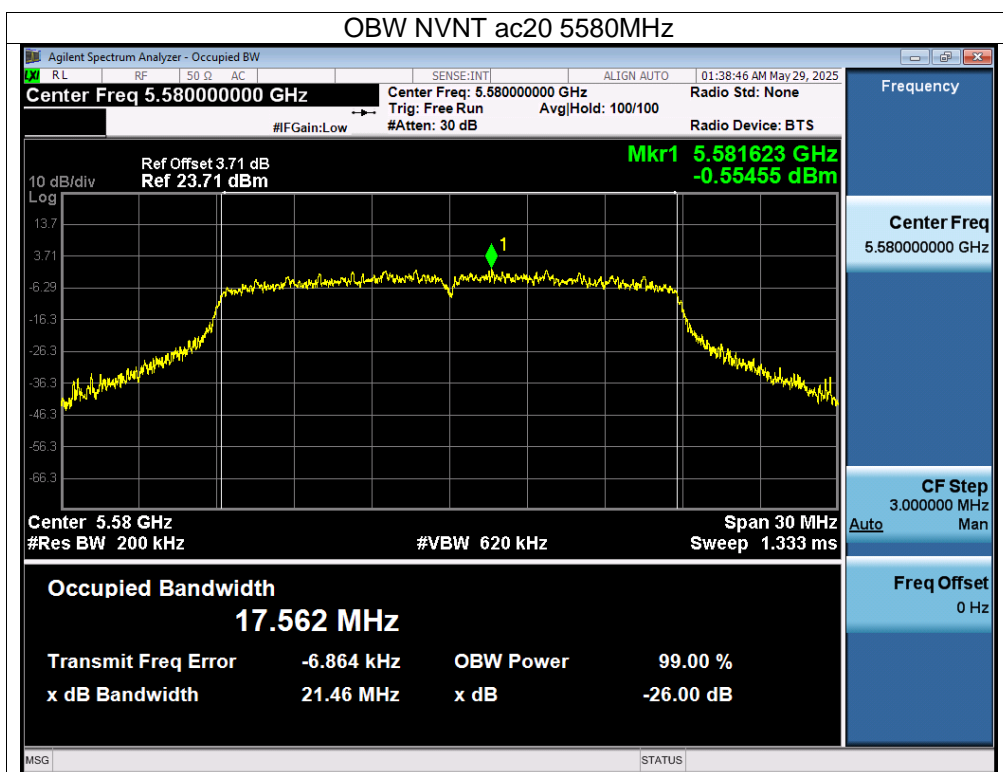 OBW NVNT ac20 5580MHz
Agilent Spectrum Analyzer - Occupied BW
LXI RL RF 50 Ω AC SENSE:INT ALIGN AUTO 01:38:46 AM May 29, 2025
Center Freq 5.580000000 GHz
Center Freq: 5.580000000 GHz
Radio Std: None
Trig: Free Run Avg|Hold: 100/100
#IFGain:Low #Atten: 30 dB Radio Device: BTS
Frequency
Ref Offset 3.71 dB
Mkr1 5.581623 GHz
10 dB/div Ref 23.71 dBm
-0.55455 dBm
Log
13.7
3.71
-6.29
-16.3
-26.3
-36.3
-46.3
-56.3
-66.3
1
Center 5.58 GHz Span 30 MHz
#Res BW 200 kHz #VBW 620 kHz Sweep 1.333 ms
Center Freq
5.580000000 GHz
CF Step
3.000000 MHz
Auto Man
Freq Offset
0 Hz
Occupied Bandwidth
17.562 MHz
Transmit Freq Error -6.864 kHz OBW Power 99.00 %
x dB Bandwidth 21.46 MHz x dB -26.00 dB
MSG STATUS